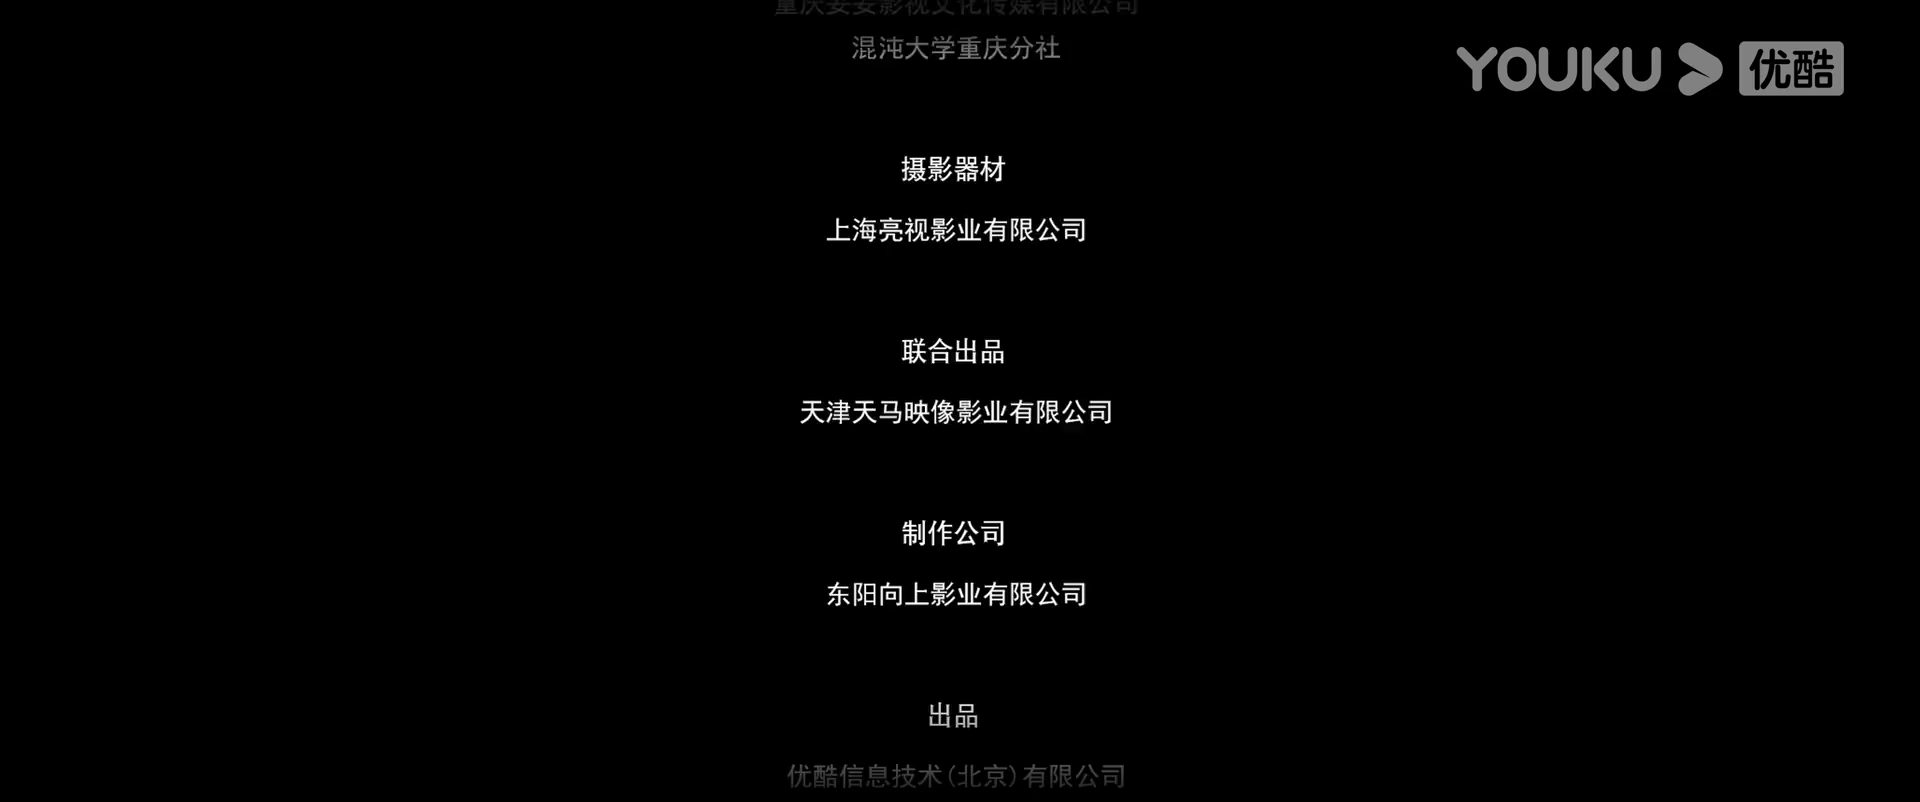 混沌大学重庆分社
YOUKU 优酷
摄影器材
上海亮视影业有限公司
联合出品
天津天马映像影业有限公司
制作公司
东阳向上影业有限公司
出品
优酷信息技术(北京)有限公司